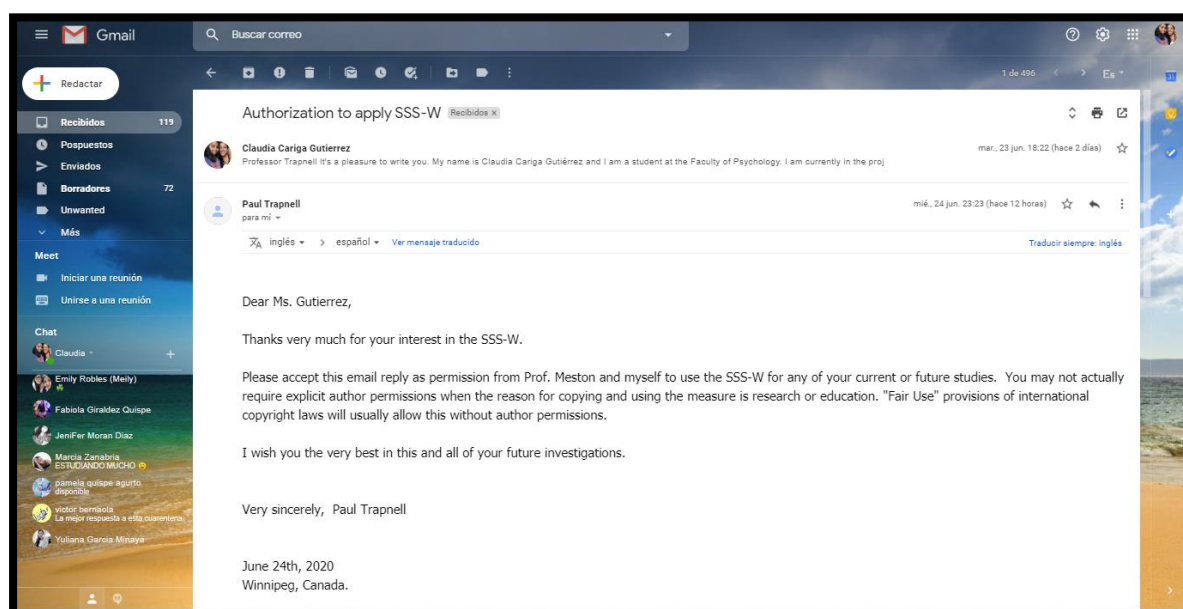 Gmail
Buscar correo
Redactar
1 de 496
Es
31
Recibidos 119
Pospuestos
Enviados
Borradores 72
Unwanted
Más
Meet
Iniciar una reunión
Unirse a una reunión
Chat
Claudia
Emily Robles (Meily)
Fabiola Giraldez Quispe
JeniFer Moran Diaz
Marcia Zanabria
ESTUDIANDO MUCHO
pamela quispe agurto
disponible
victor bernaola
La mejor respuesta a esta cuarentena
Yuliana Garcia Minaya
Authorization to apply SSS-W Recibidos x
Claudia Cariga Gutierrez
mar., 23 jun. 18:22 (hace 2 días)
Professor Trapnell It's a pleasure to write you. My name is Claudia Cariga Gutiérrez and I am a student at the Faculty of Psychology. I am currently in the proj
Paul Trapnell
mié., 24 jun. 23:23 (hace 12 horas)
para mí
inglés > español Ver mensaje traducido
Traducir siempre: inglés
Dear Ms. Gutierrez,
Thanks very much for your interest in the SSS-W.
Please accept this email reply as permission from Prof. Meston and myself to use the SSS-W for any of your current or future studies. You may not actually
require explicit author permissions when the reason for copying and using the measure is research or education. "Fair Use" provisions of international
copyright laws will usually allow this without author permissions.
I wish you the very best in this and all of your future investigations.
Very sincerely, Paul Trapnell
June 24th, 2020
Winnipeg, Canada.